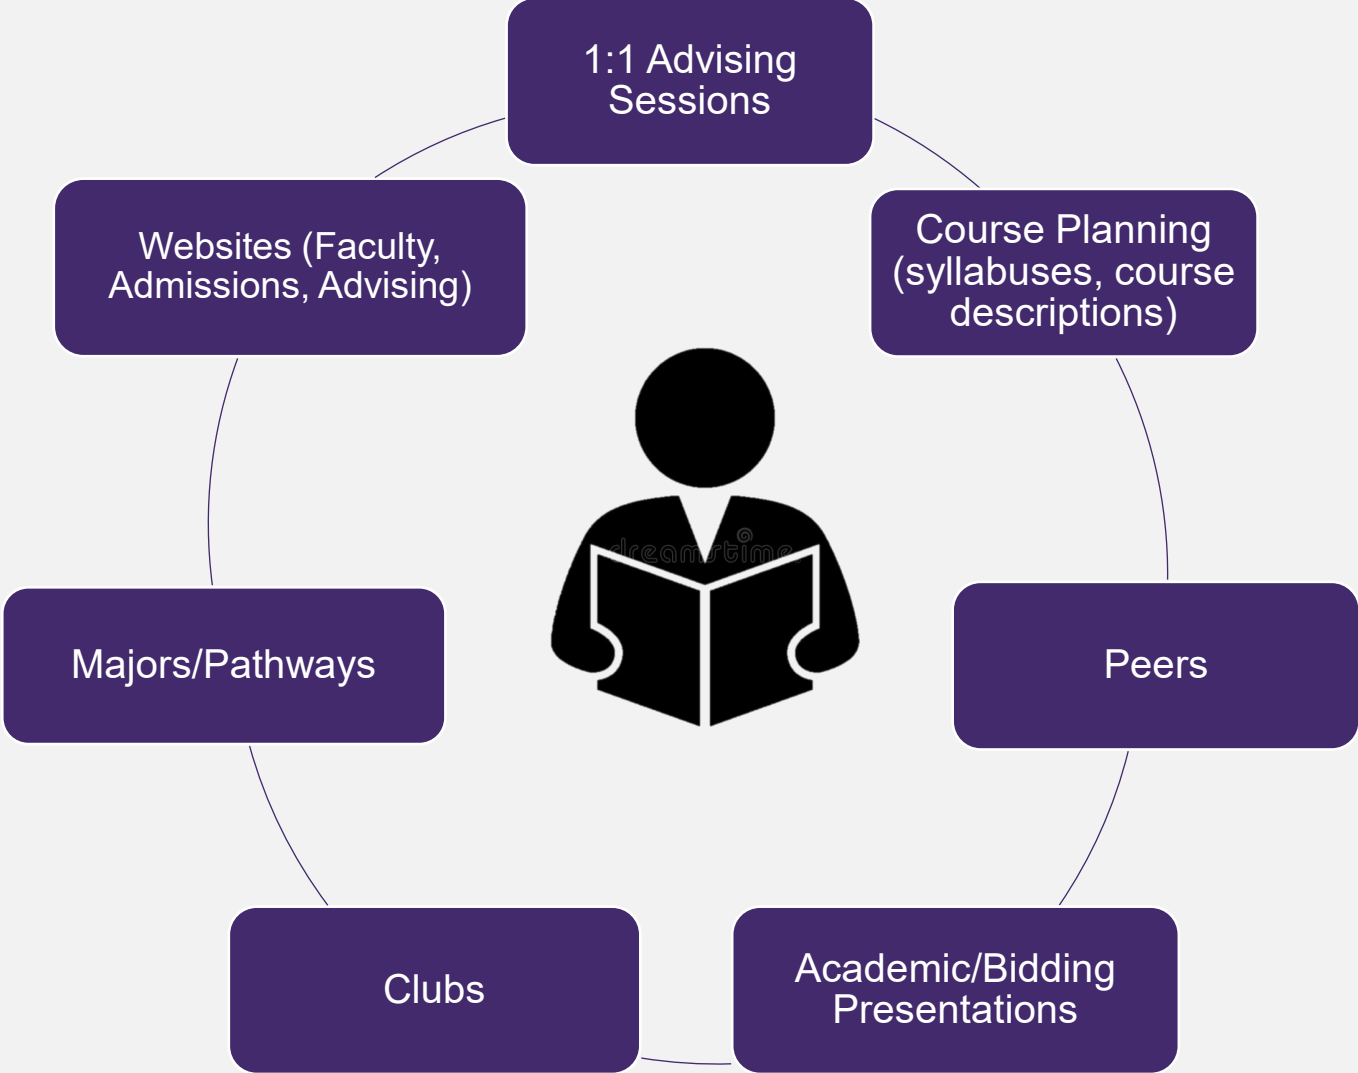 1:1 Advising
Sessions
Course Planning
(syllabuses, course
descriptions)
Peers
Academic/Bidding
Presentations
Clubs
Majors/Pathways
Websites (Faculty,
Admissions, Advising)
dreamstime